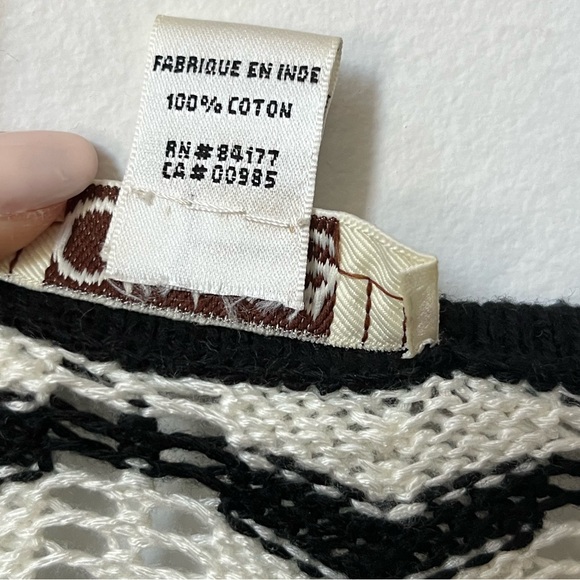 FABRIQUE EN INDE
100% COTON
RN#84177
CA#00985